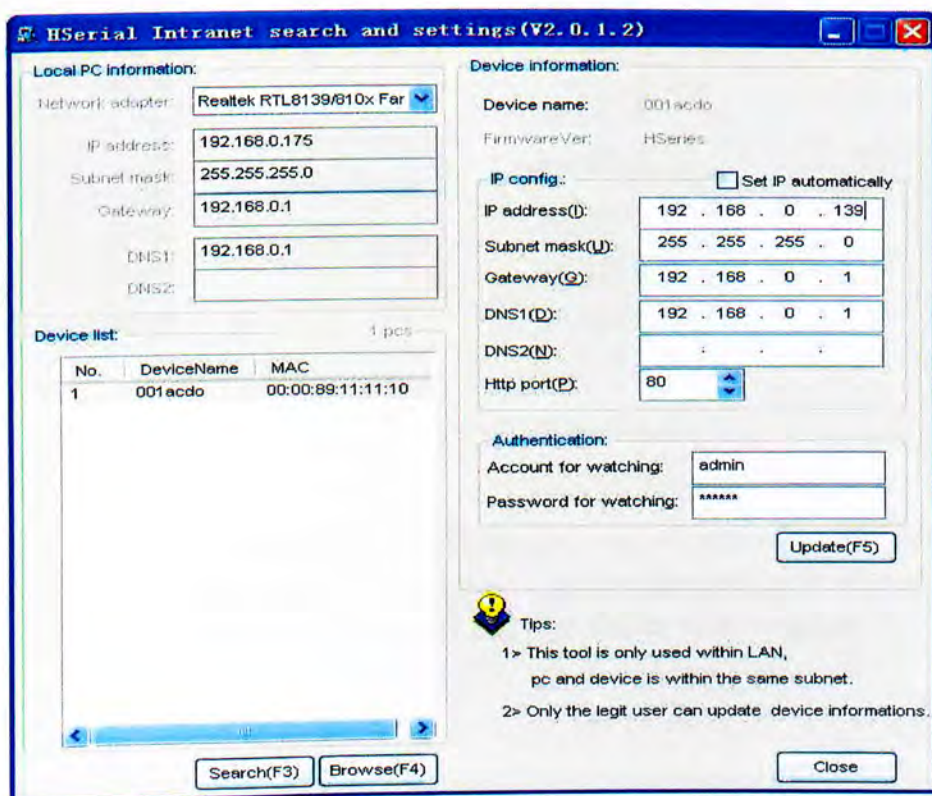 HSerial Intranet search and settings(V2.0.1.2)
Local PC information:
Network adapter: Realtek RTL8139/810x Far
IP address: 192.168.0.175
Subnet mask: 255.255.255.0
Gateway: 192.168.0.1
DNS1: 192.168.0.1
DNS2:
Device list: 1 pcs
No. DeviceName MAC
1 001acdo 00:00:89:11:11:10
Search(F3) Browse(F4)
Device information:
Device name: 001acdo
FirmwareVer: HSeries
IP config.: Set IP automatically
IP address(I): 192 . 168 . 0 . 139
Subnet mask(U): 255 . 255 . 255 . 0
Gateway(G): 192 . 168 . 0 . 1
DNS1(D): 192 . 168 . 0 . 1
DNS2(N): . . .
Http port(P): 80
Authentication:
Account for watching: admin
Password for watching: ******
Update(F5)
Tips:
1> This tool is only used within LAN,
pc and device is within the same subnet.
2> Only the legit user can update device informations.
Close